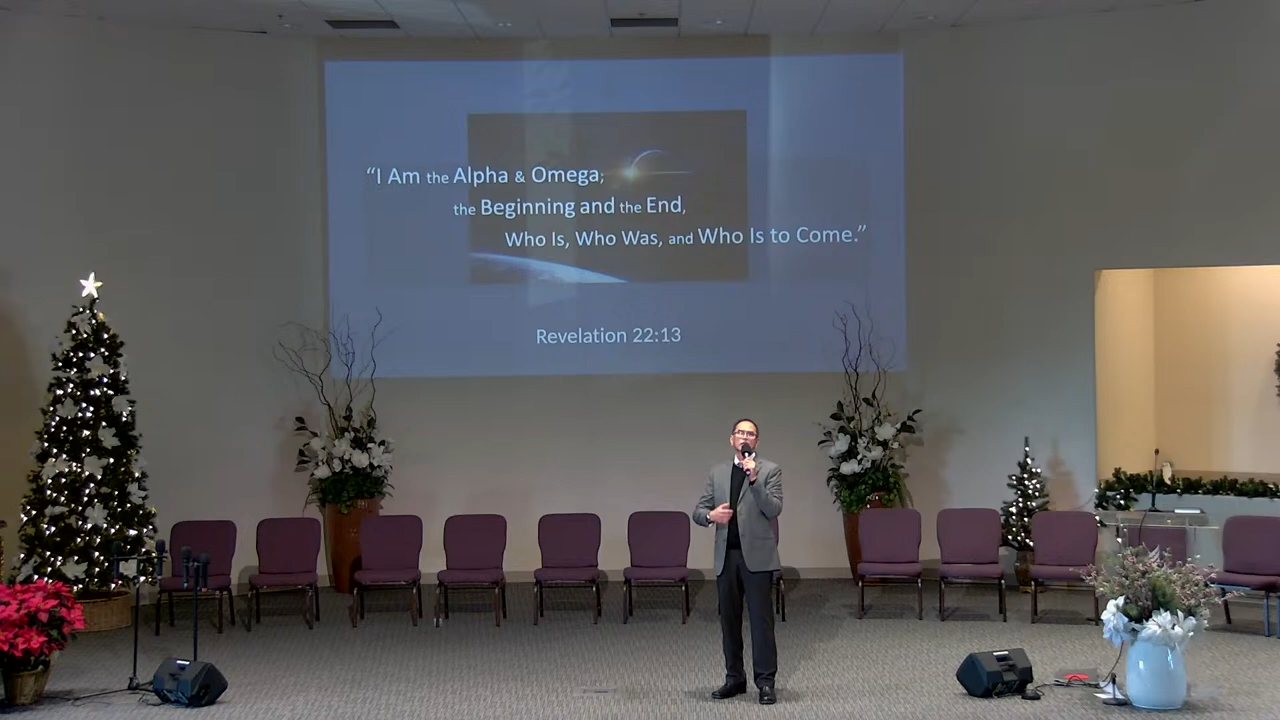 “I Am the Alpha & Omega;
the Beginning and the End,
Who Is, Who Was, and Who Is to Come.”
Revelation 22:13